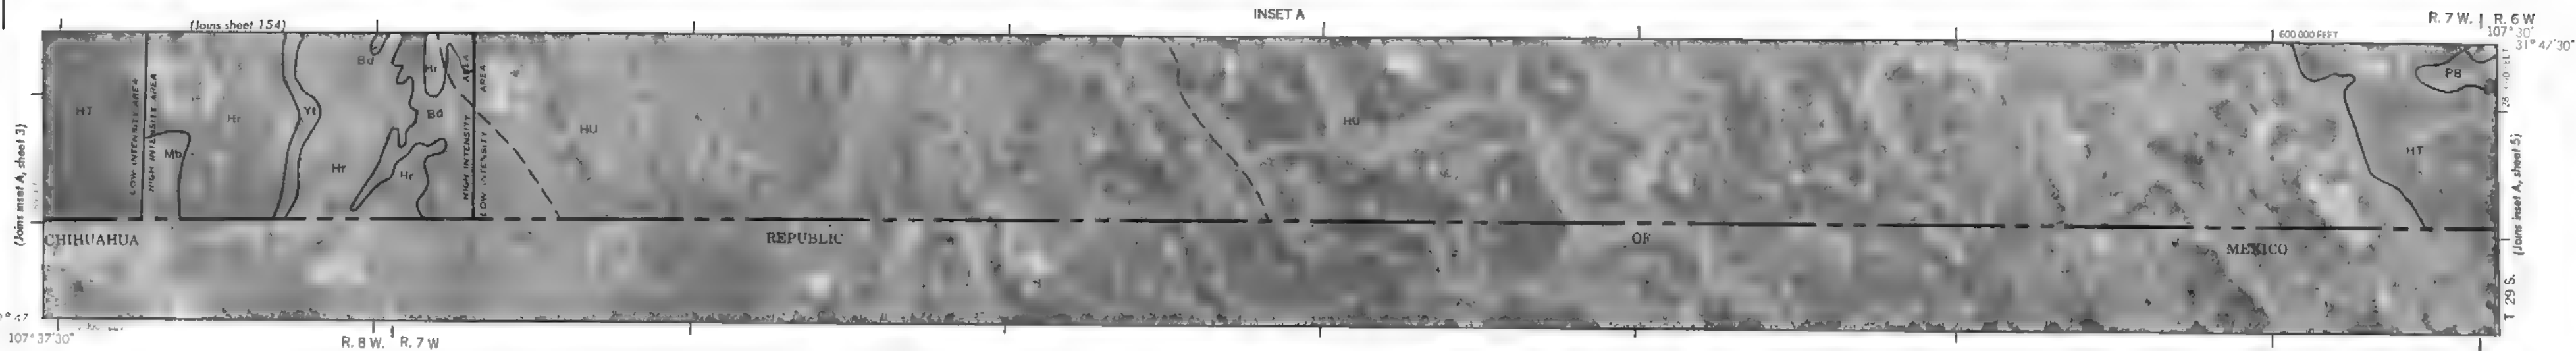 INSET A
(Joins sheet 154)
R. 7 W. | R. 6 W
107°30'
31°47'30"
600 000 FEET
HT
LOW INTENSITY AREA
HIGH INTENSITY AREA
Mb
Hr
Yt
Bd
Hr
Bd
Hr
Hr
HIGH INTENSITY AREA
LOW INTENSITY AREA
HU
HU
HU
HT
PB
(Joins inset A, sheet 3)
(Joins inset A, sheet 5)
T 29 S.
CHIHUAHUA
REPUBLIC
OF
MEXICO
107°37'30"
R. 8 W. R. 7 W